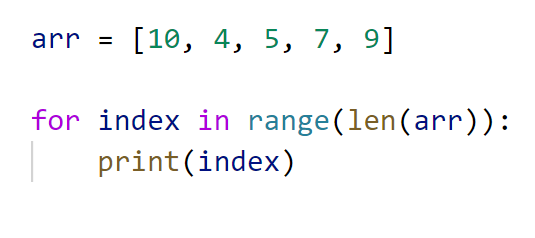 arr = [10, 4, 5, 7, 9]
for index in range(len(arr)):
    print(index)